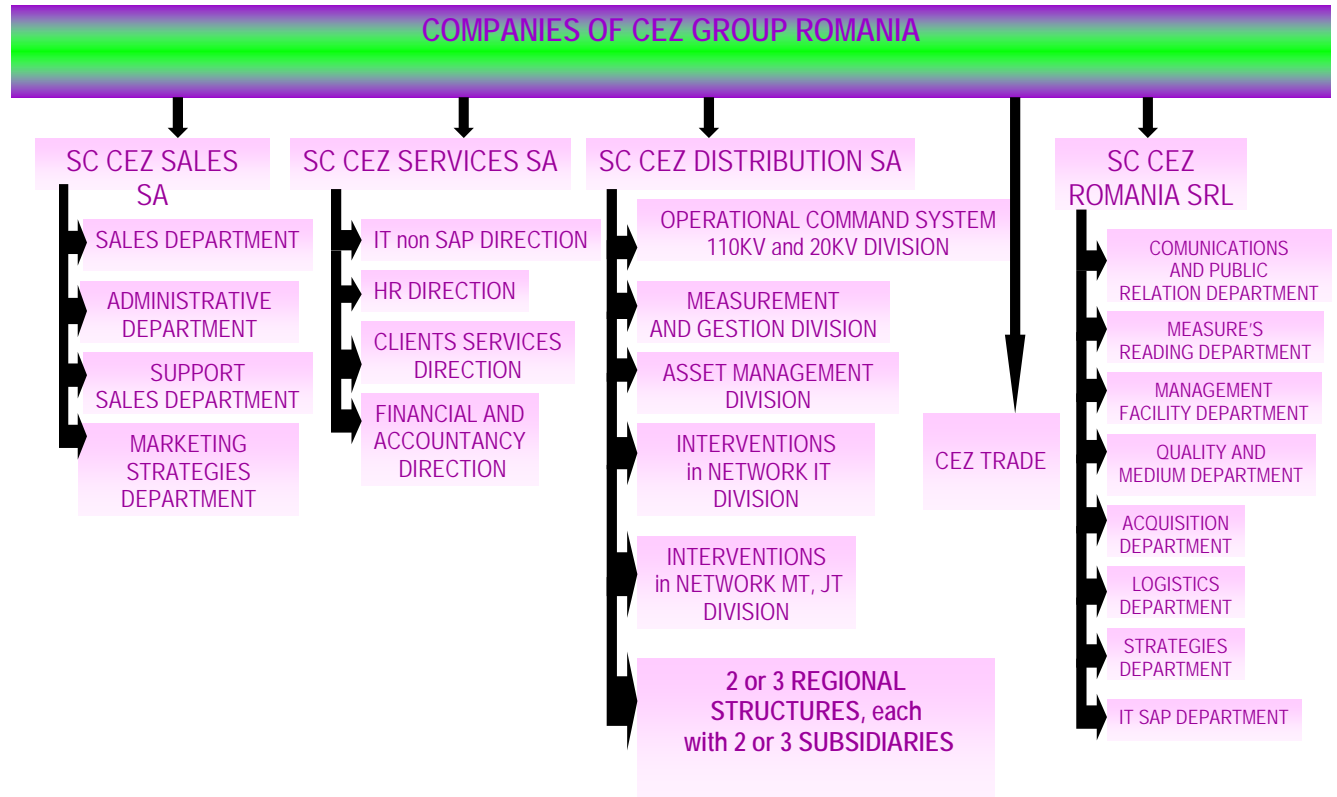 COMPANIES OF CEZ GROUP ROMANIA
SC CEZ SALES
SA
SALES DEPARTMENT
ADMINISTRATIVE
DEPARTMENT
SUPPORT
SALES DEPARTMENT
MARKETING
STRATEGIES
DEPARTMENT
SC CEZ SERVICES SA
IT non SAP DIRECTION
HR DIRECTION
CLIENTS SERVICES
DIRECTION
FINANCIAL AND
ACCOUNTANCY
DIRECTION
SC CEZ DISTRIBUTION SA
OPERATIONAL COMMAND SYSTEM
110KV and 20KV DIVISION
MEASUREMENT
AND GESTION DIVISION
ASSET MANAGEMENT
DIVISION
INTERVENTIONS
in NETWORK IT
DIVISION
INTERVENTIONS
in NETWORK MT, JT
DIVISION
2 or 3 REGIONAL
STRUCTURES, each
with 2 or 3 SUBSIDIARIES
CEZ TRADE
SC CEZ
ROMANIA SRL
COMUNICATIONS
AND PUBLIC
RELATION DEPARTMENT
MEASURE'S
READING DEPARTMENT
MANAGEMENT
FACILITY DEPARTMENT
QUALITY AND
MEDIUM DEPARTMENT
ACQUISITION
DEPARTMENT
LOGISTICS
DEPARTMENT
STRATEGIES
DEPARTMENT
IT SAP DEPARTMENT